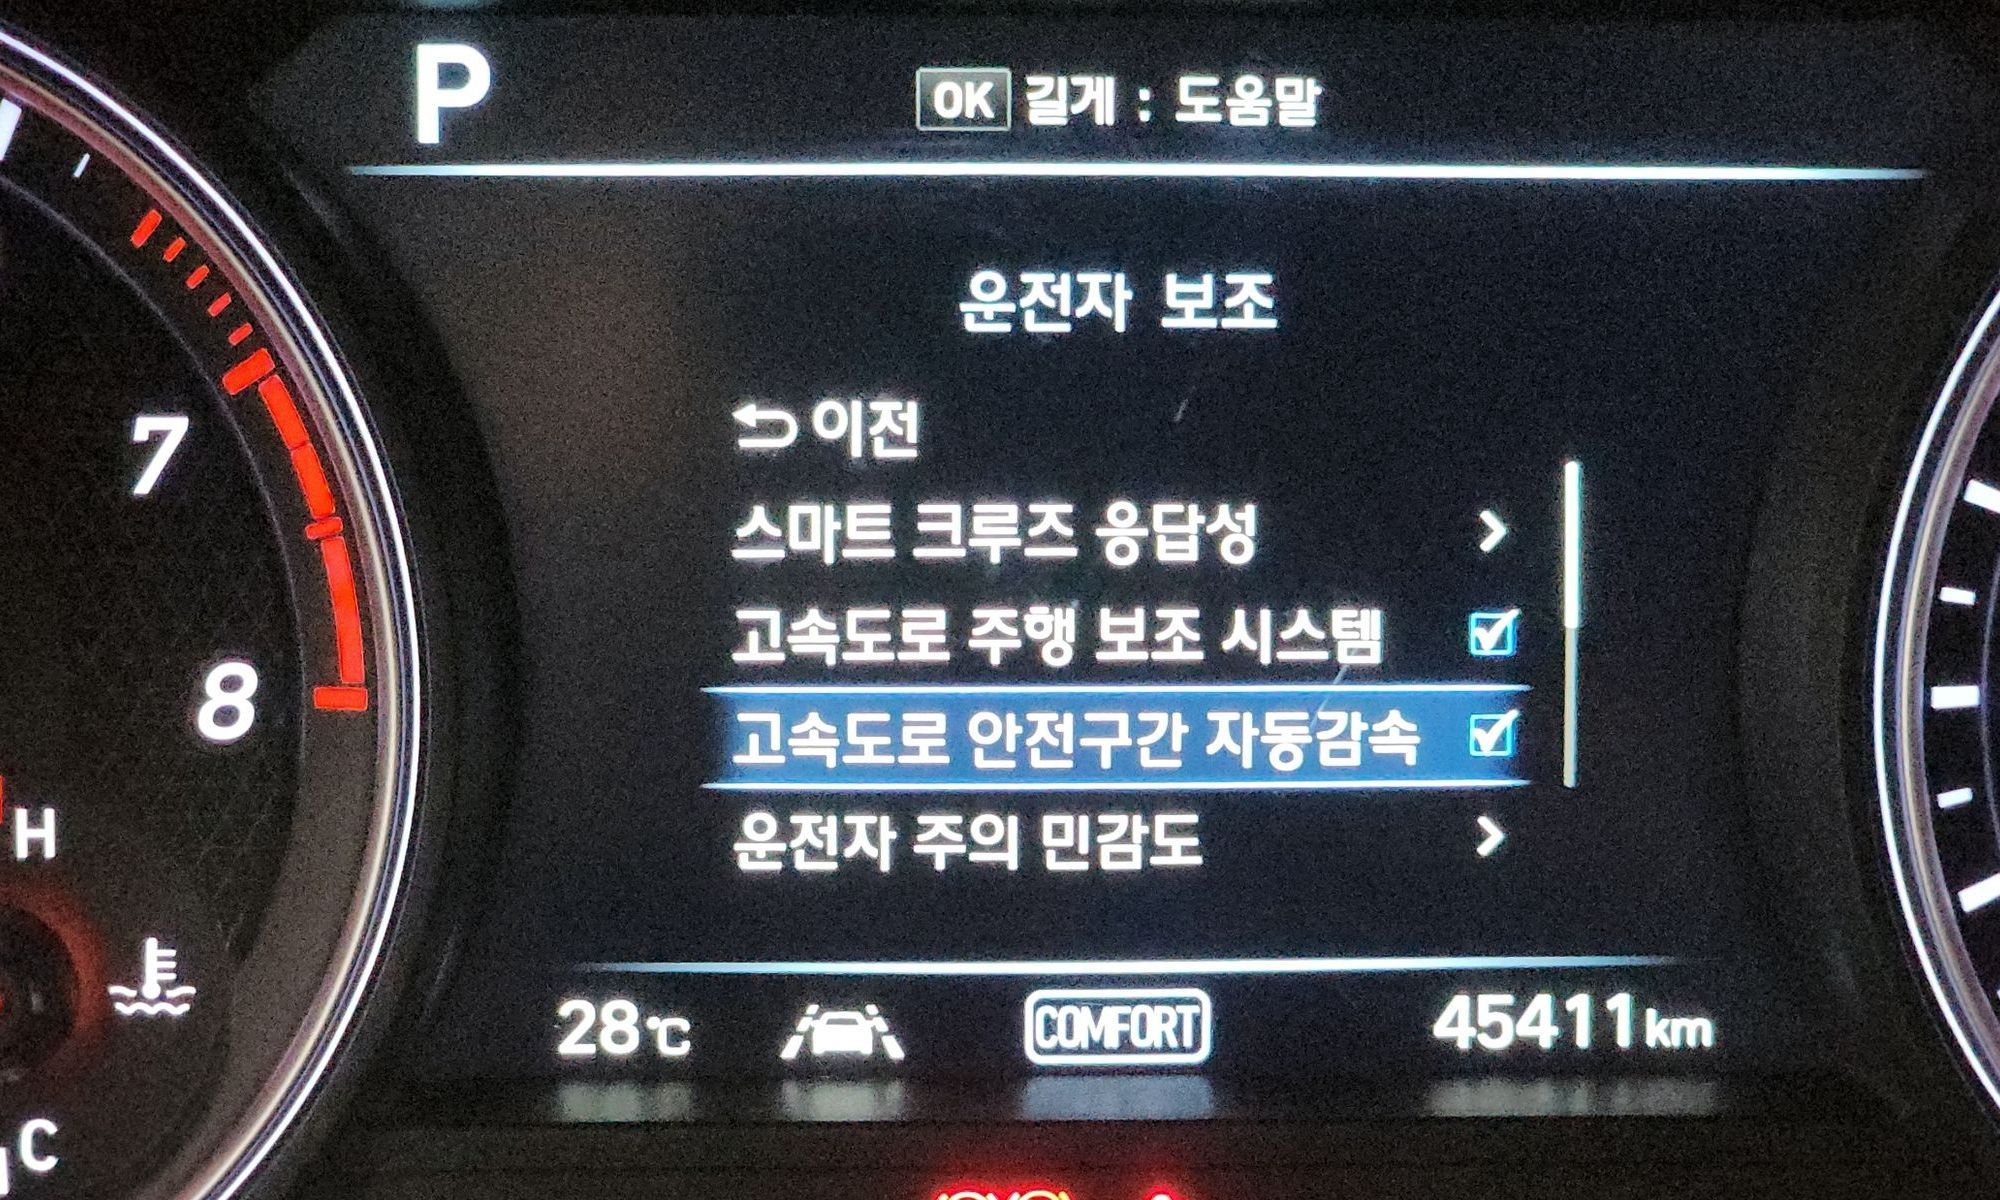 P
OK 길게 : 도움말
운전자 보조
이전
스마트 크루즈 응답성
고속도로 주행 보조 시스템
고속도로 안전구간 자동감속
운전자 주의 민감도
28℃ COMFORT 45411km
7
8
H
C